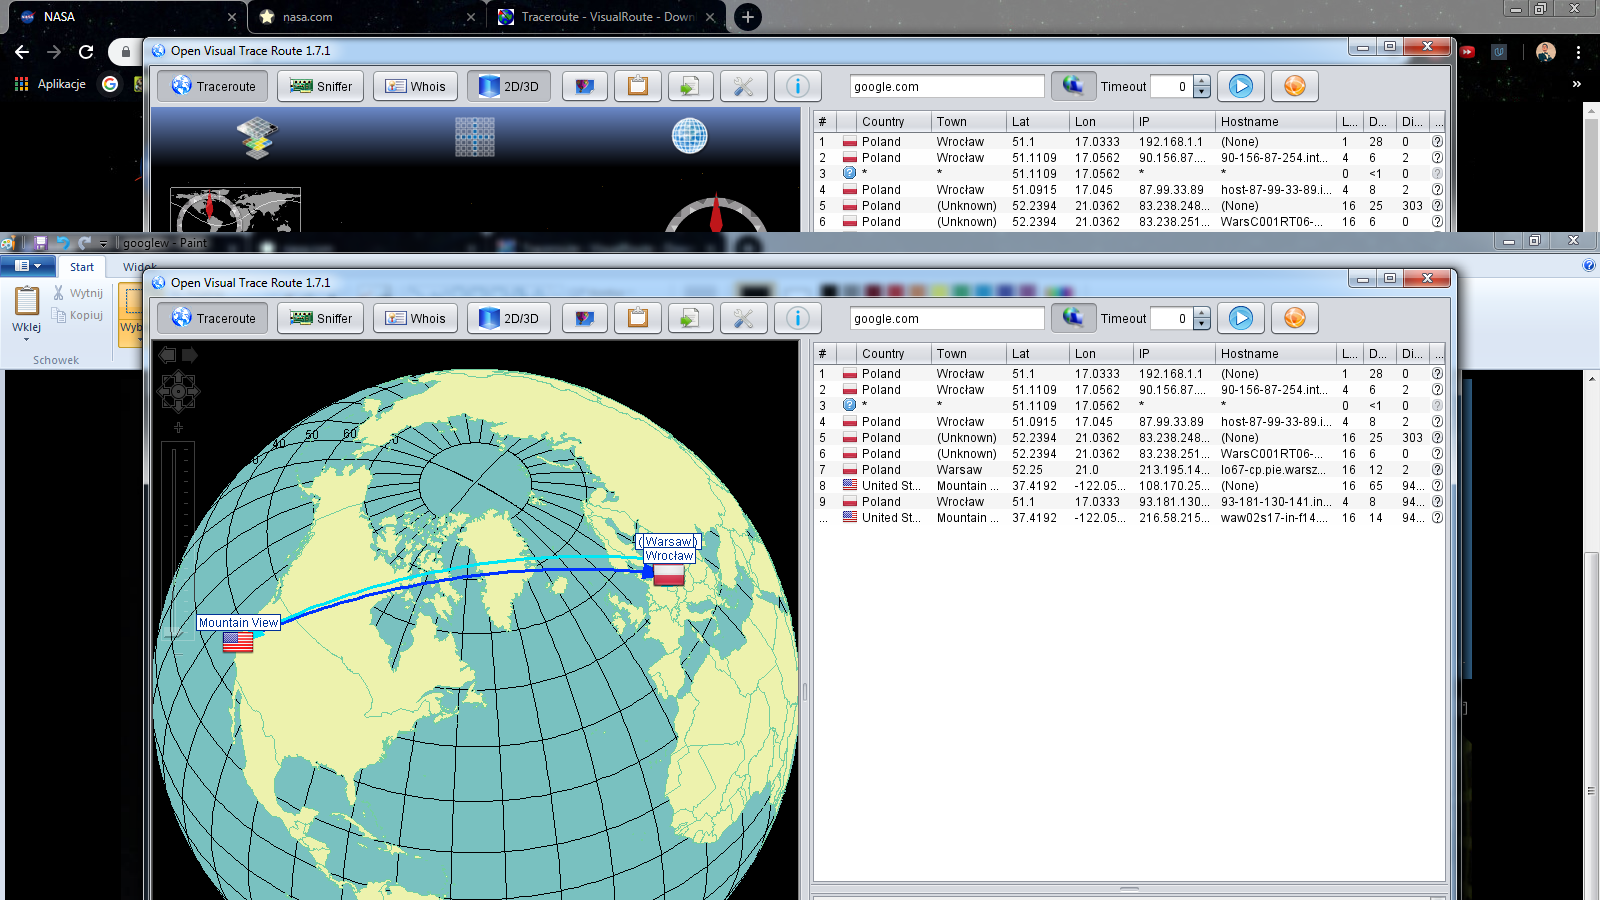 NASA
nasa.com
Traceroute - VisualRoute - Down
Aplikacje
Open Visual Trace Route 1.7.1
Traceroute Sniffer Whois 2D/3D google.com Timeout 0
# Country Town Lat Lon IP Hostname L... D... Di... ...
1 Poland Wrocław 51.1 17.0333 192.168.1.1 (None) 1 28 0
2 Poland Wrocław 51.1109 17.0562 90.156.87.... 90-156-87-254.int... 4 6 2
3 * * 51.1109 17.0562 * * 0 <1 0
4 Poland Wrocław 51.0915 17.045 87.99.33.89 host-87-99-33-89.i... 4 8 2
5 Poland (Unknown) 52.2394 21.0362 83.238.248... (None) 16 25 303
6 Poland (Unknown) 52.2394 21.0362 83.238.251... WarsC001RT06-... 16 6 0
googlew - Paint
Start Widok
Wklej
Wytnij
Kopiuj
Wyb
Schowek
Open Visual Trace Route 1.7.1
Traceroute Sniffer Whois 2D/3D google.com Timeout 0
# Country Town Lat Lon IP Hostname L... D... Di... ...
1 Poland Wrocław 51.1 17.0333 192.168.1.1 (None) 1 28 0
2 Poland Wrocław 51.1109 17.0562 90.156.87.... 90-156-87-254.int... 4 6 2
3 * * 51.1109 17.0562 * * 0 <1 0
4 Poland Wrocław 51.0915 17.045 87.99.33.89 host-87-99-33-89.i... 4 8 2
5 Poland (Unknown) 52.2394 21.0362 83.238.248... (None) 16 25 303
6 Poland (Unknown) 52.2394 21.0362 83.238.251... WarsC001RT06-... 16 6 0
7 Poland Warsaw 52.25 21.0 213.195.14... lo67-cp.pie.warsz... 16 12 2
8 United St... Mountain ... 37.4192 -122.05... 108.170.25... (None) 16 65 94...
9 Poland Wrocław 51.1 17.0333 93.181.130... 93-181-130-141.in... 4 8 94...
... United St... Mountain ... 37.4192 -122.05... 216.58.215... waw02s17-in-f14.... 16 14 94...
40 50 60
(Warsaw)
Wrocław
Mountain View